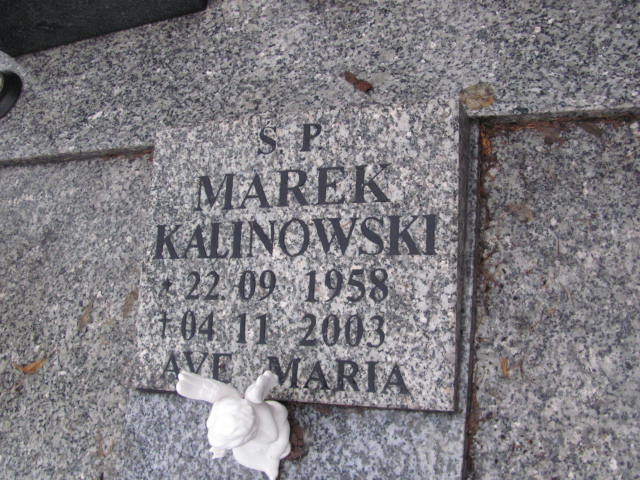 S P
MAREK
KALINOWSKI
* 22 09 1958
† 04 11 2003
AVE MARIA